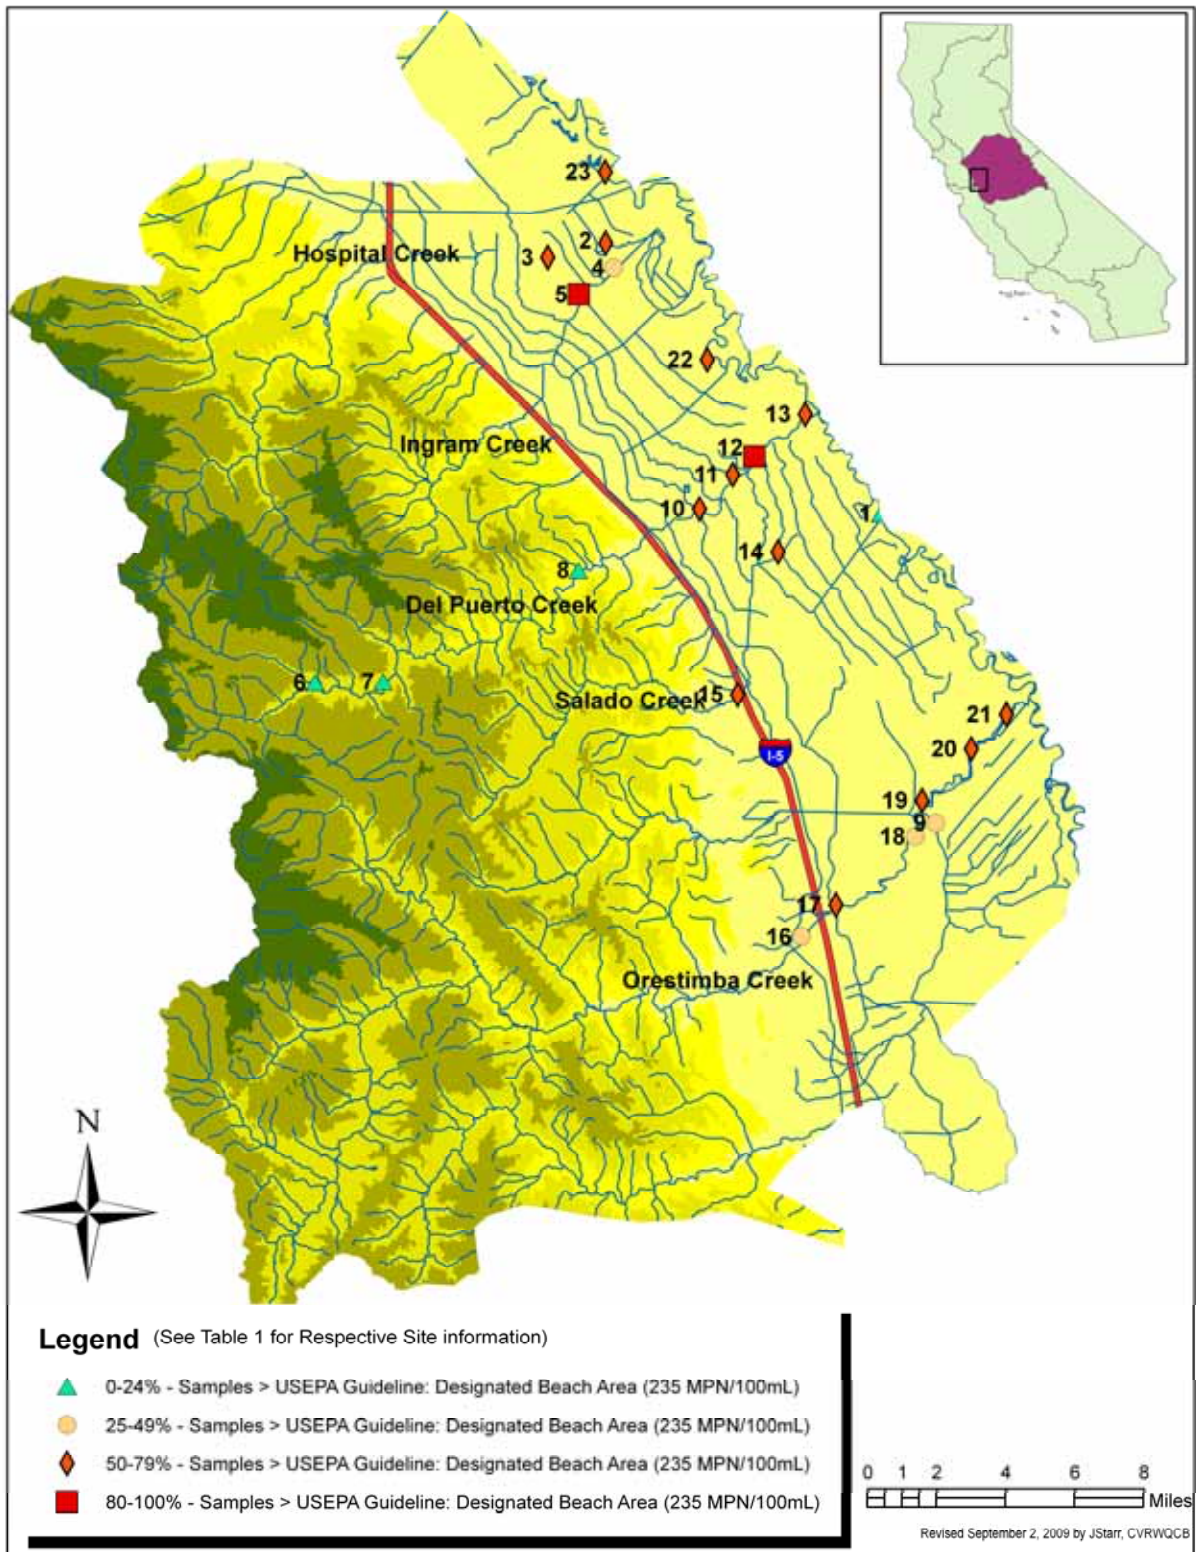 23
Hospital Creek
2
3
4
5
22
13
12
Ingram Creek
11
10
1
14
8
Del Puerto Creek
6
7
15
Salado Creek
21
20
I-5
19
9
18
17
16
Orestimba Creek
N
Legend (See Table 1 for Respective Site information)
0-24% - Samples > USEPA Guideline: Designated Beach Area (235 MPN/100mL)
25-49% - Samples > USEPA Guideline: Designated Beach Area (235 MPN/100mL)
50-79% - Samples > USEPA Guideline: Designated Beach Area (235 MPN/100mL)
80-100% - Samples > USEPA Guideline: Designated Beach Area (235 MPN/100mL)
0 1 2 4 6 8
Miles
Revised September 2, 2009 by JStarr, CVRWQCB